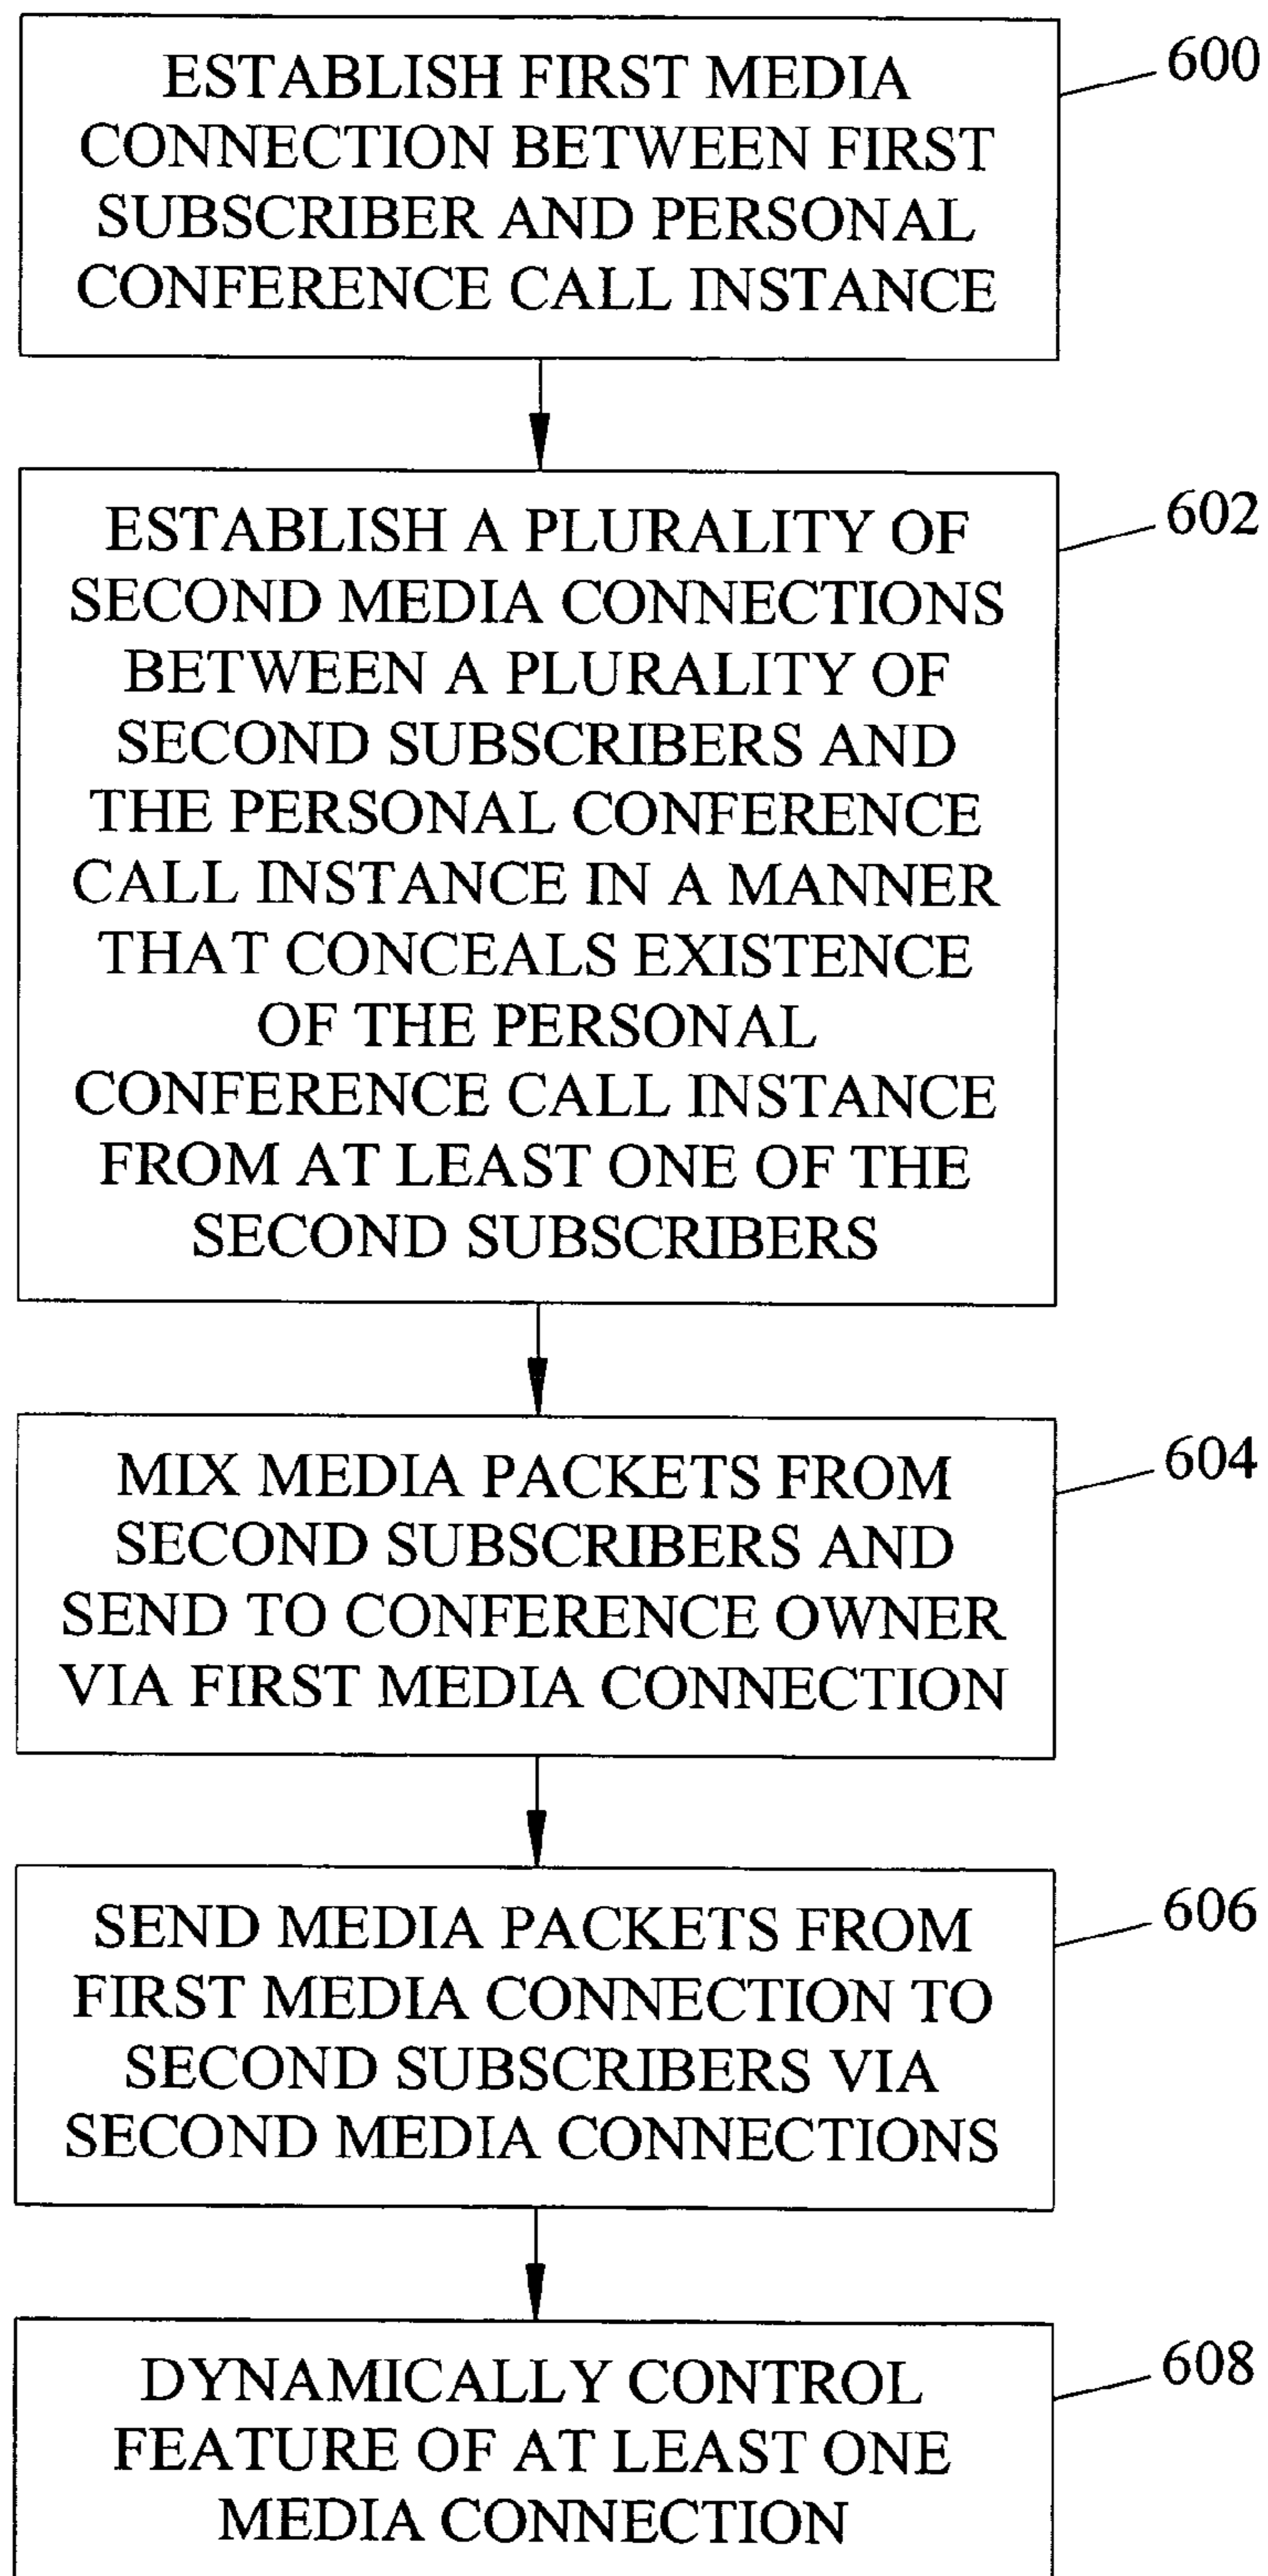 ESTABLISH FIRST MEDIA
CONNECTION BETWEEN FIRST
SUBSCRIBER AND PERSONAL
CONFERENCE CALL INSTANCE
600
ESTABLISH A PLURALITY OF
SECOND MEDIA CONNECTIONS
BETWEEN A PLURALITY OF
SECOND SUBSCRIBERS AND
THE PERSONAL CONFERENCE
CALL INSTANCE IN A MANNER
THAT CONCEALS EXISTENCE
OF THE PERSONAL
CONFERENCE CALL INSTANCE
FROM AT LEAST ONE OF THE
SECOND SUBSCRIBERS
602
MIX MEDIA PACKETS FROM
SECOND SUBSCRIBERS AND
SEND TO CONFERENCE OWNER
VIA FIRST MEDIA CONNECTION
604
SEND MEDIA PACKETS FROM
FIRST MEDIA CONNECTION TO
SECOND SUBSCRIBERS VIA
SECOND MEDIA CONNECTIONS
606
DYNAMICALLY CONTROL
FEATURE OF AT LEAST ONE
MEDIA CONNECTION
608